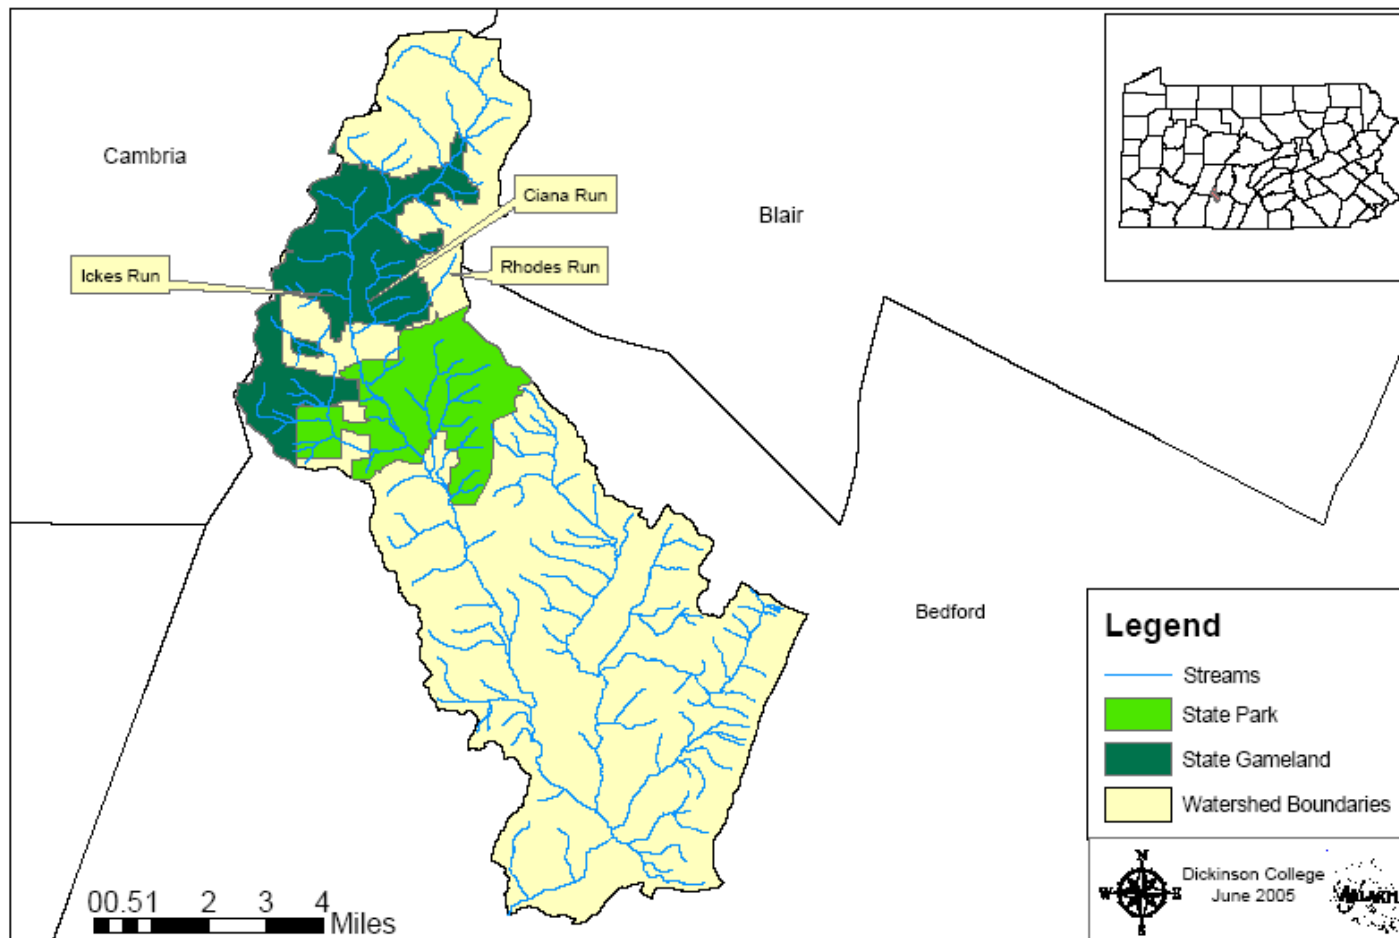 Cambria
Ciana Run
Blair
Ickes Run
Rhodes Run
Bedford
Legend
Streams
State Park
State Gameland
Watershed Boundaries
N
W E
S
Dickinson College
June 2005
00.51 2 3 4
Miles